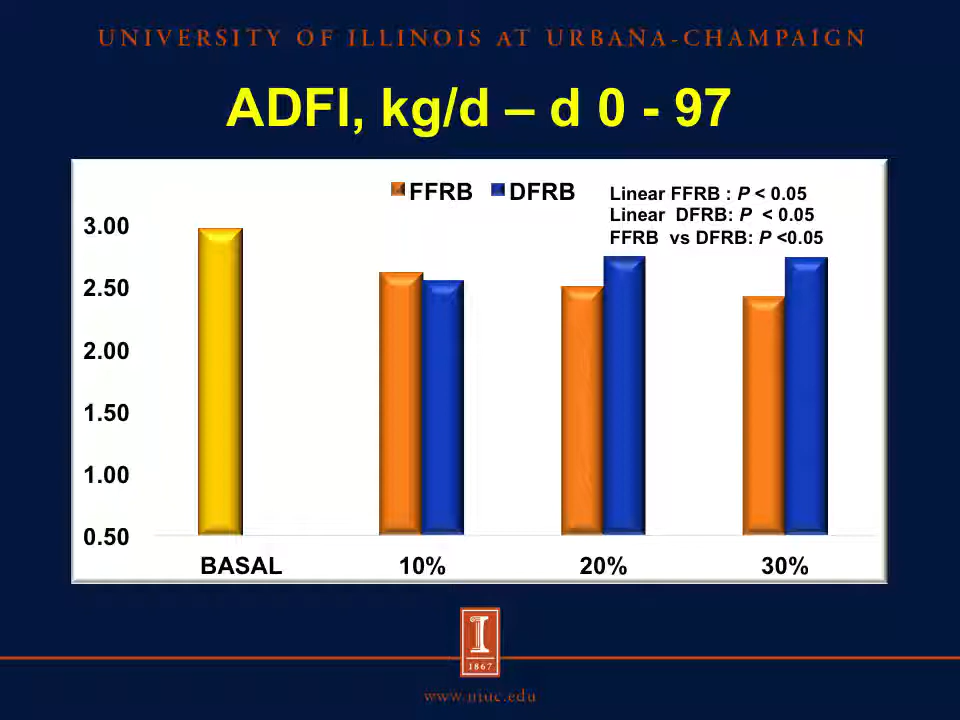 UNIVERSITY OF ILLINOIS AT URBANA-CHAMPAIGN
ADFI, kg/d – d 0 - 97
FFRB DFRB
Linear FFRB : P < 0.05
Linear DFRB: P < 0.05
FFRB vs DFRB: P <0.05
3.00
2.50
2.00
1.50
1.00
0.50
BASAL 10% 20% 30%
I
1867
www.uiuc.edu